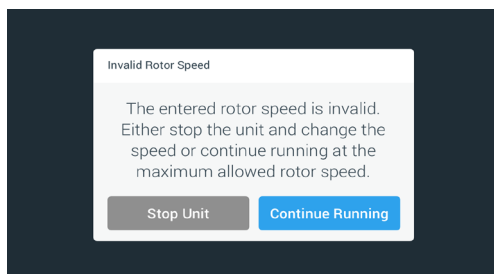 Invalid Rotor Speed
The entered rotor speed is invalid.
Either stop the unit and change the
speed or continue running at the
maximum allowed rotor speed.
Stop Unit
Continue Running